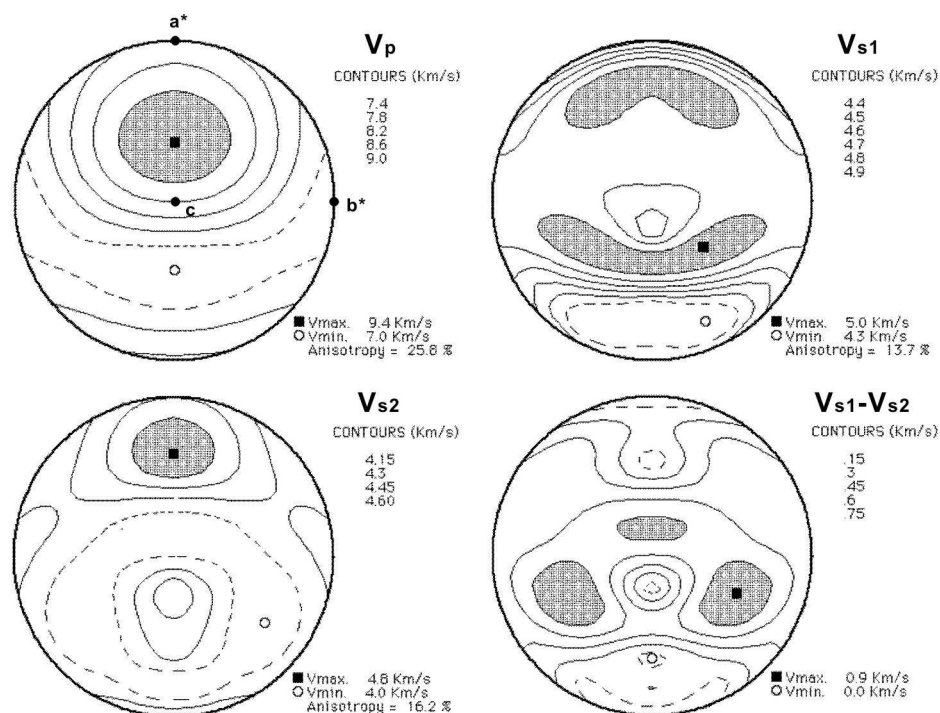 a*
Vp
CONTOURS (Km/s)
7.4
7.8
8.2
8.6
9.0
c
b*
Vmax. 9.4 Km/s
Vmin. 7.0 Km/s
Anisotropy = 25.8 %
Vs1
CONTOURS (Km/s)
4.4
4.5
4.6
4.7
4.8
4.9
Vmax. 5.0 Km/s
Vmin. 4.3 Km/s
Anisotropy = 13.7 %
Vs2
CONTOURS (Km/s)
4.15
4.3
4.45
4.60
Vmax. 4.8 Km/s
Vmin. 4.0 Km/s
Anisotropy = 16.2 %
Vs1-Vs2
CONTOURS (Km/s)
.15
.3
.45
.6
.75
Vmax. 0.9 Km/s
Vmin. 0.0 Km/s